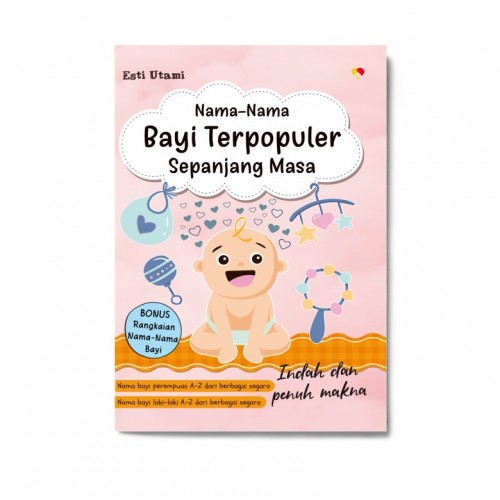 Esti Utami
Nama-Nama
Bayi Terpopuler
Sepanjang Masa
BONUS
Rangkaian
Nama-Nama
Bayi
Indah dan
penuh makna
Nama bayi perempuan A-Z dari berbagai negara
Nama bayi laki-laki A-Z dari berbagai negara